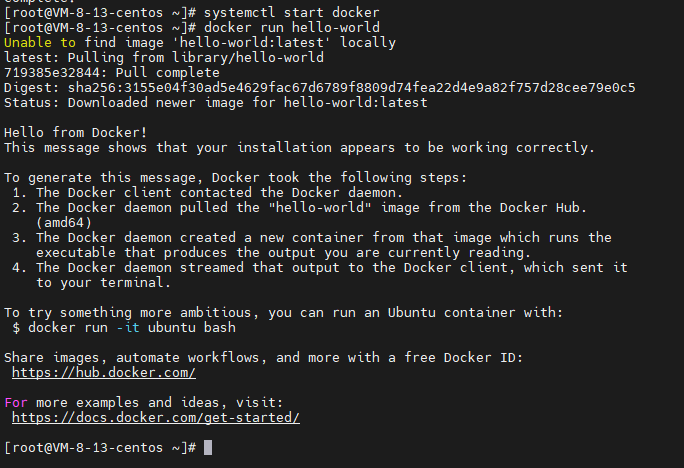 complete.
[root@VM-8-13-centos ~]# systemctl start docker
[root@VM-8-13-centos ~]# docker run hello-world
Unable to find image 'hello-world:latest' locally
latest: Pulling from library/hello-world
719385e32844: Pull complete
Digest: sha256:3155e04f30ad5e4629fac67d6789f8809d74fea22d4e9a82f757d28cee79e0c5
Status: Downloaded newer image for hello-world:latest
Hello from Docker!
This message shows that your installation appears to be working correctly.
To generate this message, Docker took the following steps:
1. The Docker client contacted the Docker daemon.
2. The Docker daemon pulled the "hello-world" image from the Docker Hub.
(amd64)
3. The Docker daemon created a new container from that image which runs the
executable that produces the output you are currently reading.
4. The Docker daemon streamed that output to the Docker client, which sent it
to your terminal.
To try something more ambitious, you can run an Ubuntu container with:
$ docker run -it ubuntu bash
Share images, automate workflows, and more with a free Docker ID:
https://hub.docker.com/
For more examples and ideas, visit:
https://docs.docker.com/get-started/
[root@VM-8-13-centos ~]#